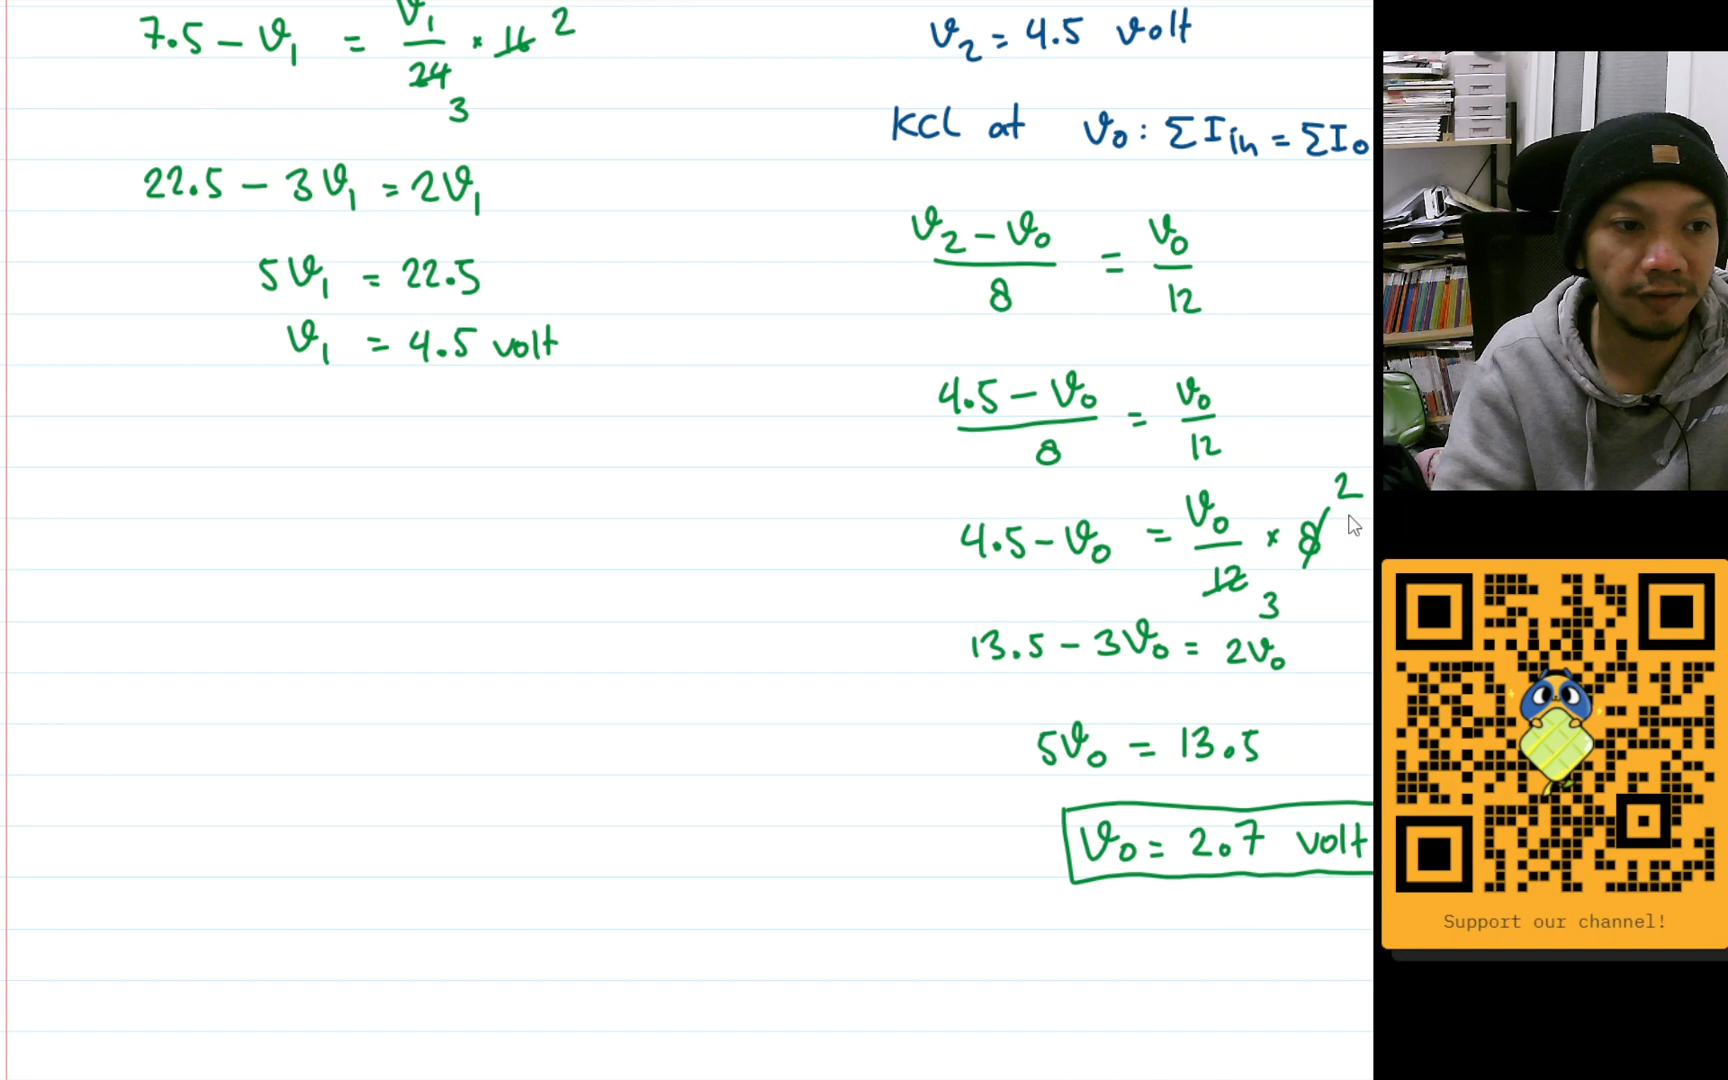 7.5 - v₁ = v₁/24 × 16 2
3
22.5 - 3v₁ = 2v₁
5v₁ = 22.5
v₁ = 4.5 volt
v₂ = 4.5 volt
KCL at v₀ : ΣI in = ΣI o
v₂ - v₀ / 8 = v₀ / 12
4.5 - v₀ / 8 = v₀ / 12
4.5 - v₀ = v₀ / 12 × 8 2
3
13.5 - 3v₀ = 2v₀
5v₀ = 13.5
v₀ = 2.7 volt
Support our channel!